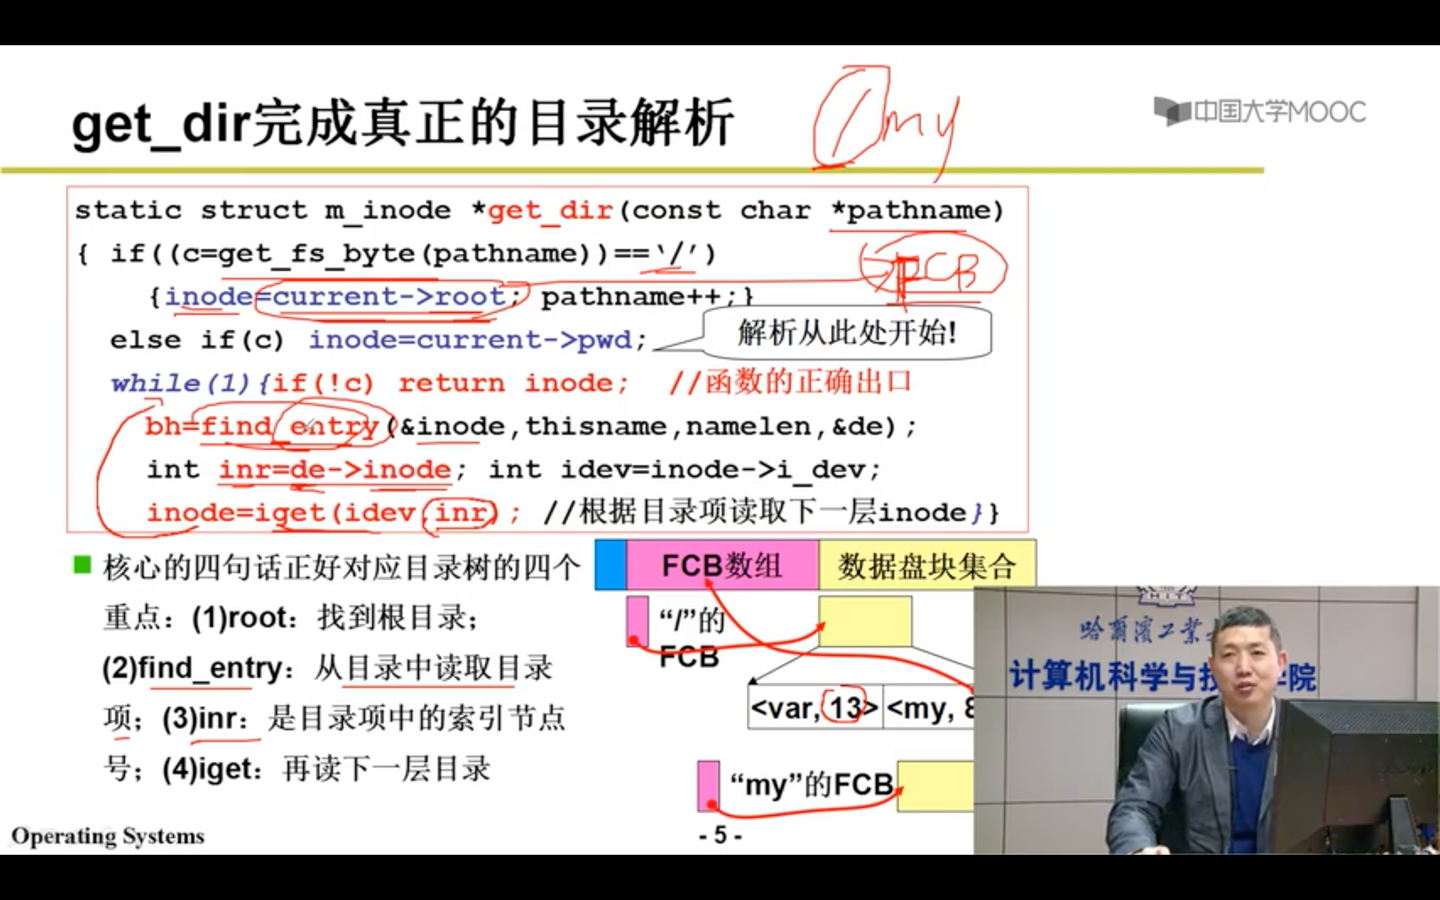 get_dir完成真正的目录解析
/my
中国大学MOOC
static struct m_inode *get_dir(const char *pathname)
{ if((c=get_fs_byte(pathname))==‘/’)
FCB
{inode=current->root; pathname++;}
else if(c) inode=current->pwd;
解析从此处开始!
while(1){if(!c) return inode; //函数的正确出口
bh=find_entry(&inode,thisname,namelen,&de);
int inr=de->inode; int idev=inode->i_dev;
inode=iget(idev,inr); //根据目录项读取下一层inode}}
核心的四句话正好对应目录树的四个
重点：(1)root：找到根目录；
(2)find_entry：从目录中读取目录
项；(3)inr：是目录项中的索引节点
号；(4)iget：再读下一层目录
FCB数组
数据盘块集合
“/”的
FCB
<var, 13>
<my, 8
“my”的FCB
哈尔滨工业
计算机科学与技 学院
Operating Systems
- 5 -